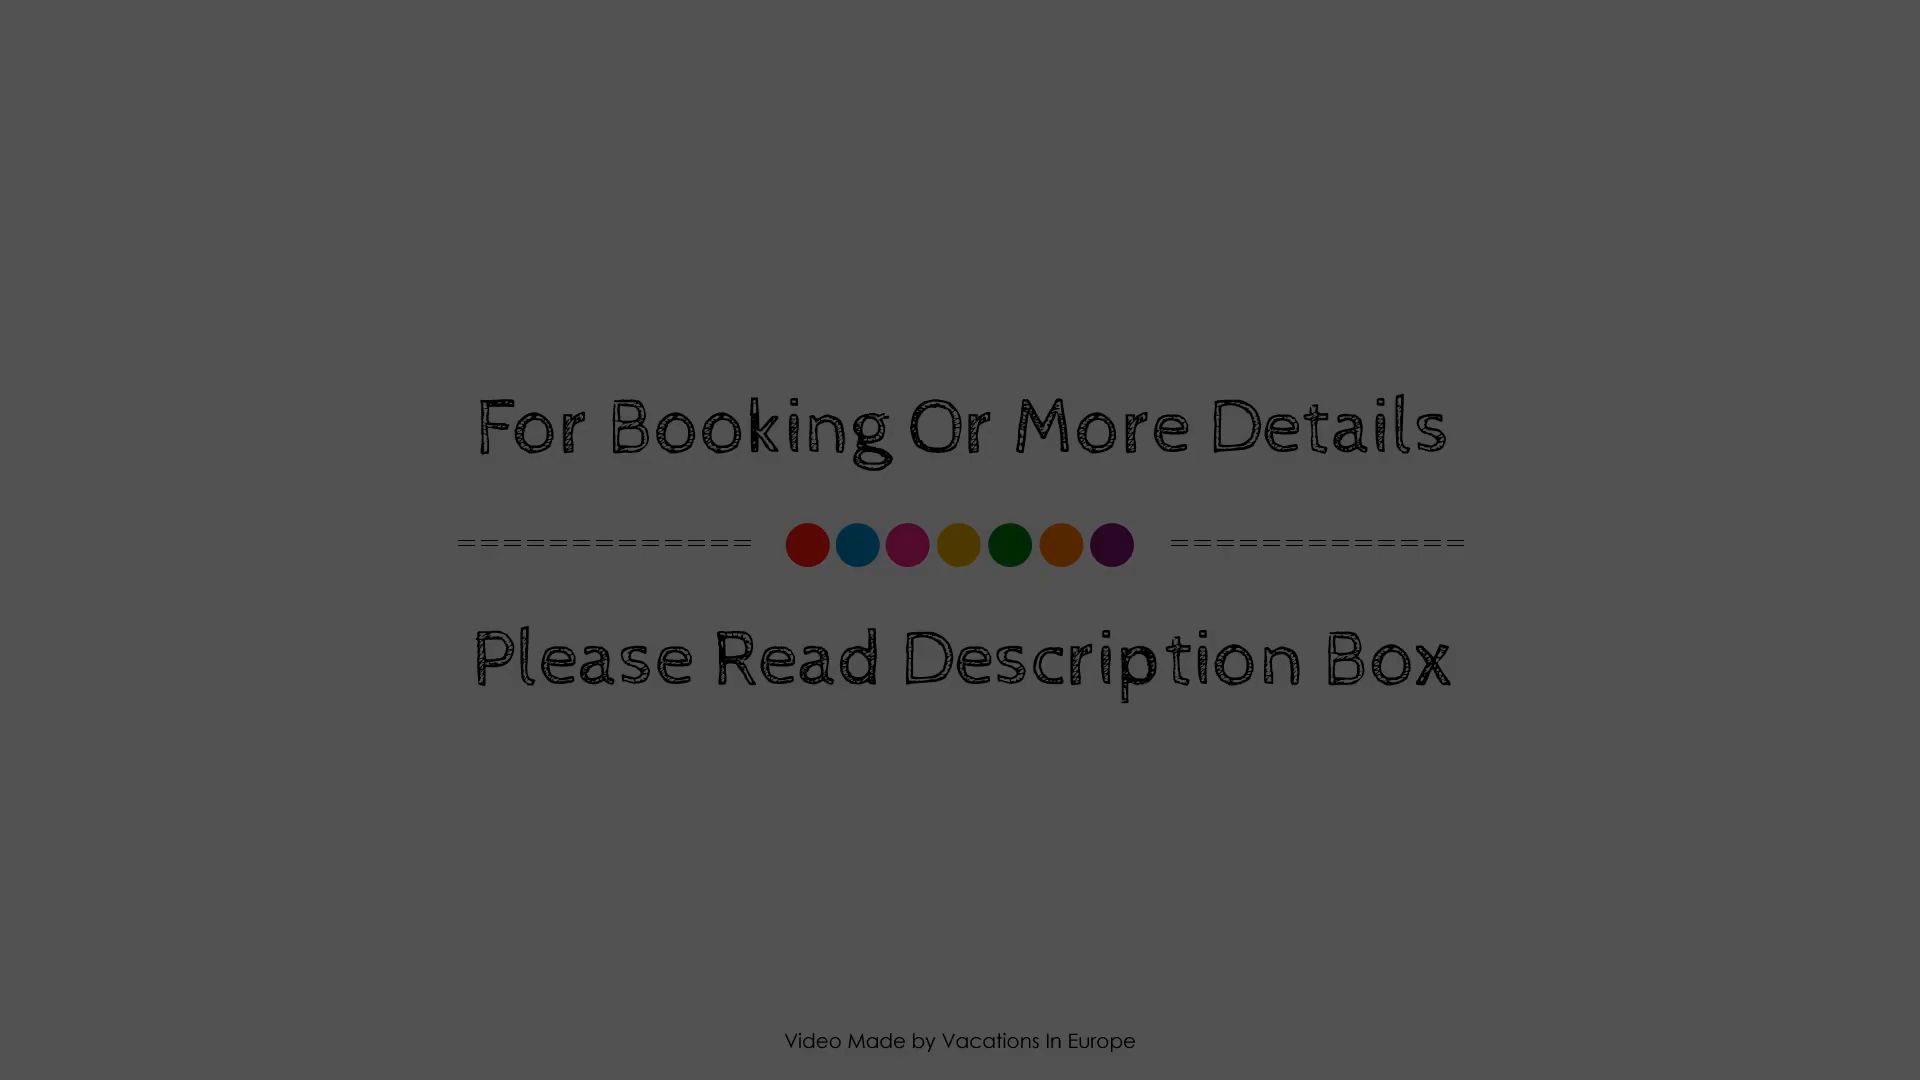 For Booking Or More Details
============= =============
Please Read Description Box
Video Made by Vacations In Europe